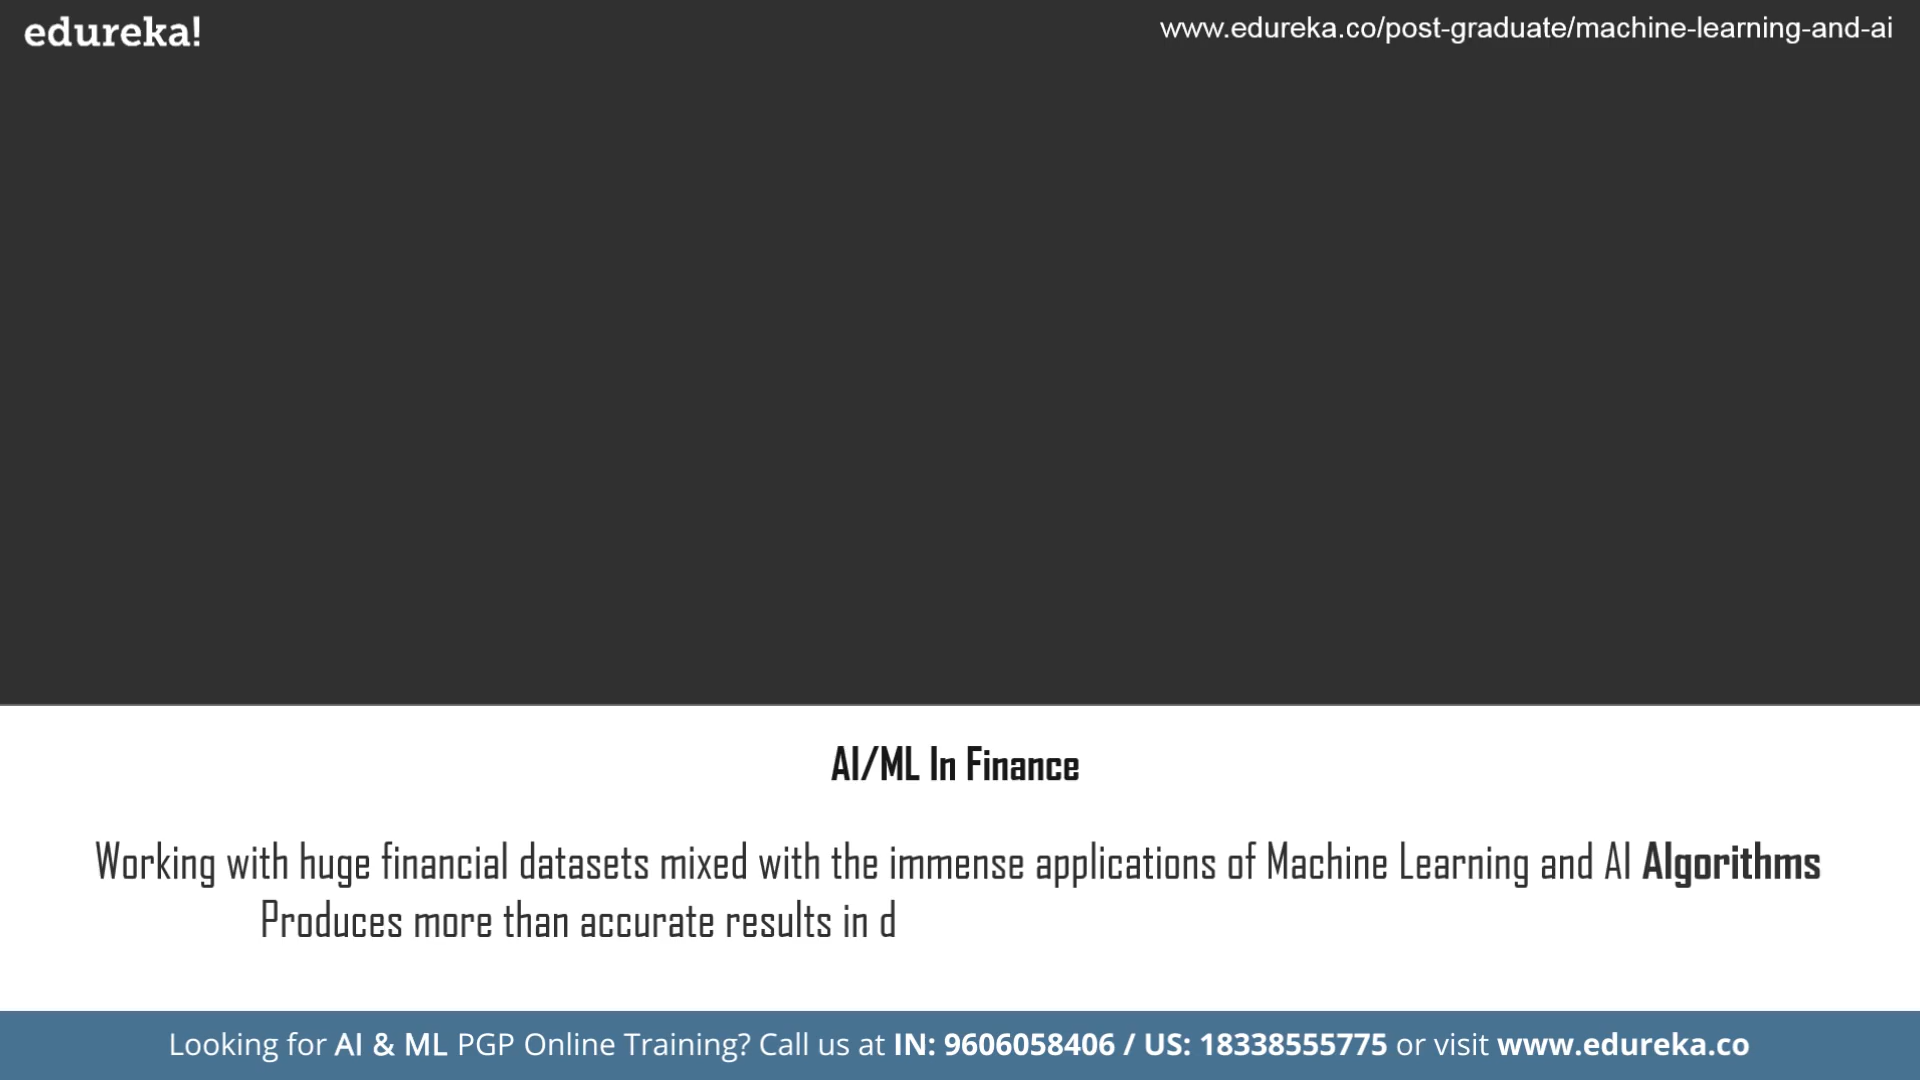 edureka!
www.edureka.co/post-graduate/machine-learning-and-ai
AI/ML In Finance
Working with huge financial datasets mixed with the immense applications of Machine Learning and AI Algorithms
Produces more than accurate results in d
Looking for AI & ML PGP Online Training? Call us at IN: 9606058406 / US: 18338555775 or visit www.edureka.co